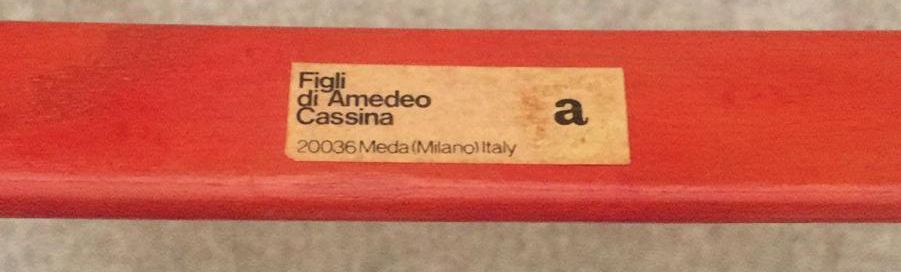 Figli
di Amedeo
Cassina
20036 Meda (Milano) Italy
a